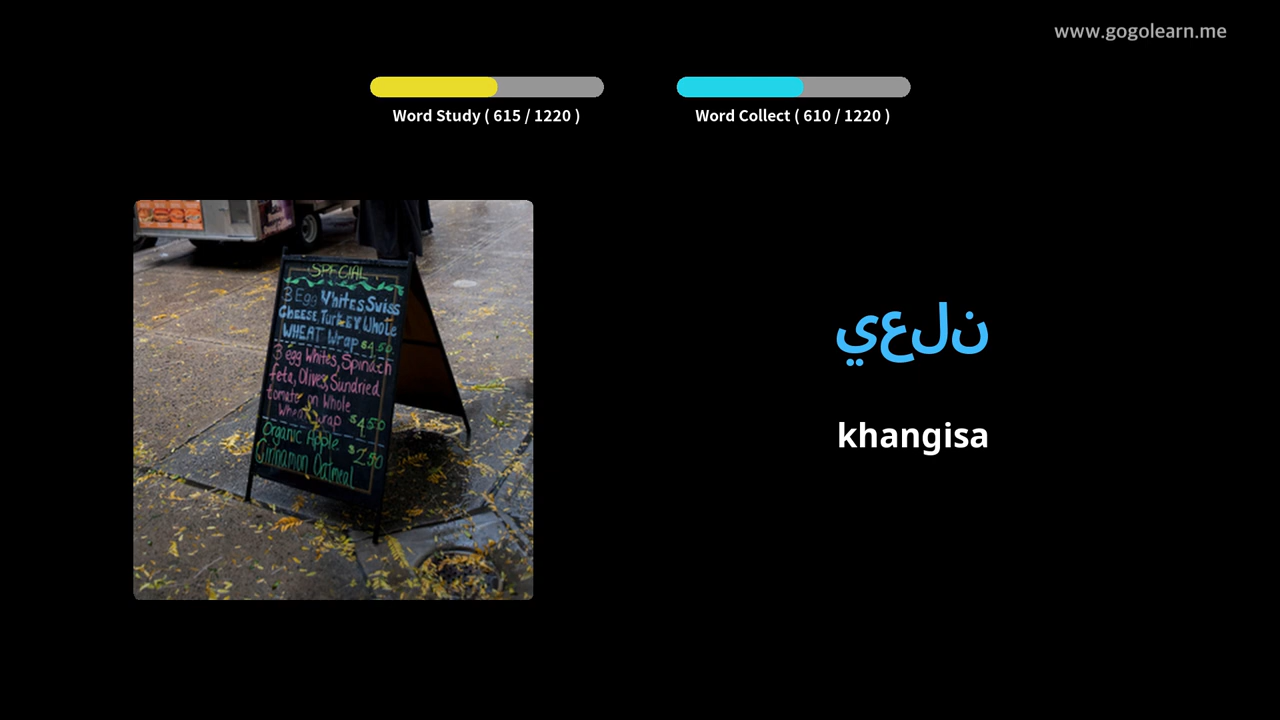 www.gogolearn.me
Word Study ( 615 / 1220 )
Word Collect ( 610 / 1220 )
SPECIAL
3 Egg Whites, Swiss
Cheese, Turkey, Whole
WHEAT Wrap $4.50
3 egg Whites, Spinach
feta, Olives, Sundried
tomato on Whole
Wheat Wrap $4.50
Organic Apple
Cinnamon Oatmeal $2.50
نلعي
khangisa